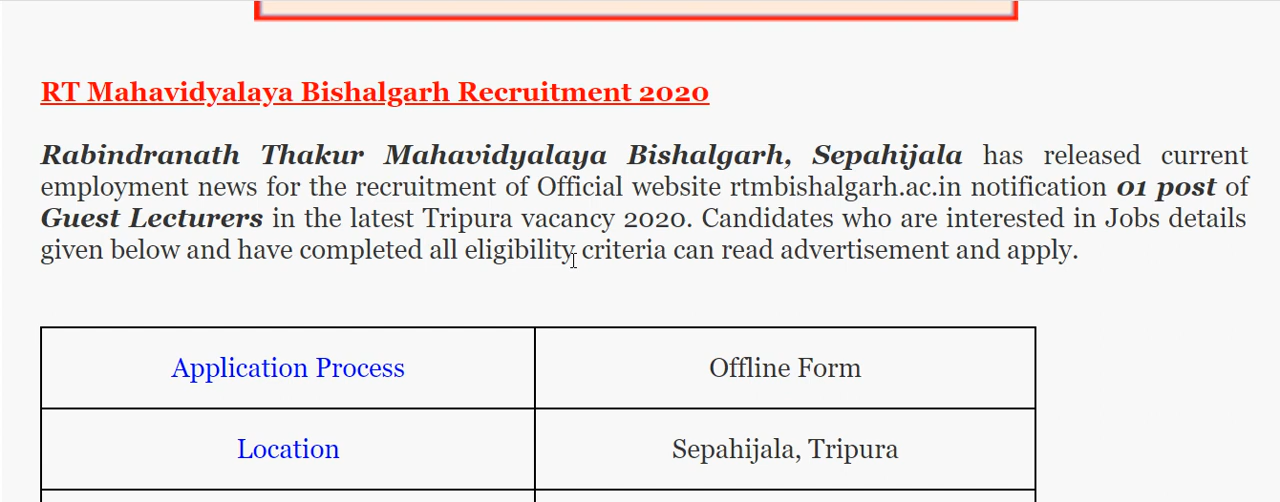 RT Mahavidyalaya Bishalgarh Recruitment 2020
Rabindranath Thakur Mahavidyalaya Bishalgarh, Sepahijala has released current
employment news for the recruitment of Official website rtmbishalgarh.ac.in notification 01 post of
Guest Lecturers in the latest Tripura vacancy 2020. Candidates who are interested in Jobs details
given below and have completed all eligibility criteria can read advertisement and apply.
Application Process Offline Form
Location Sepahijala, Tripura